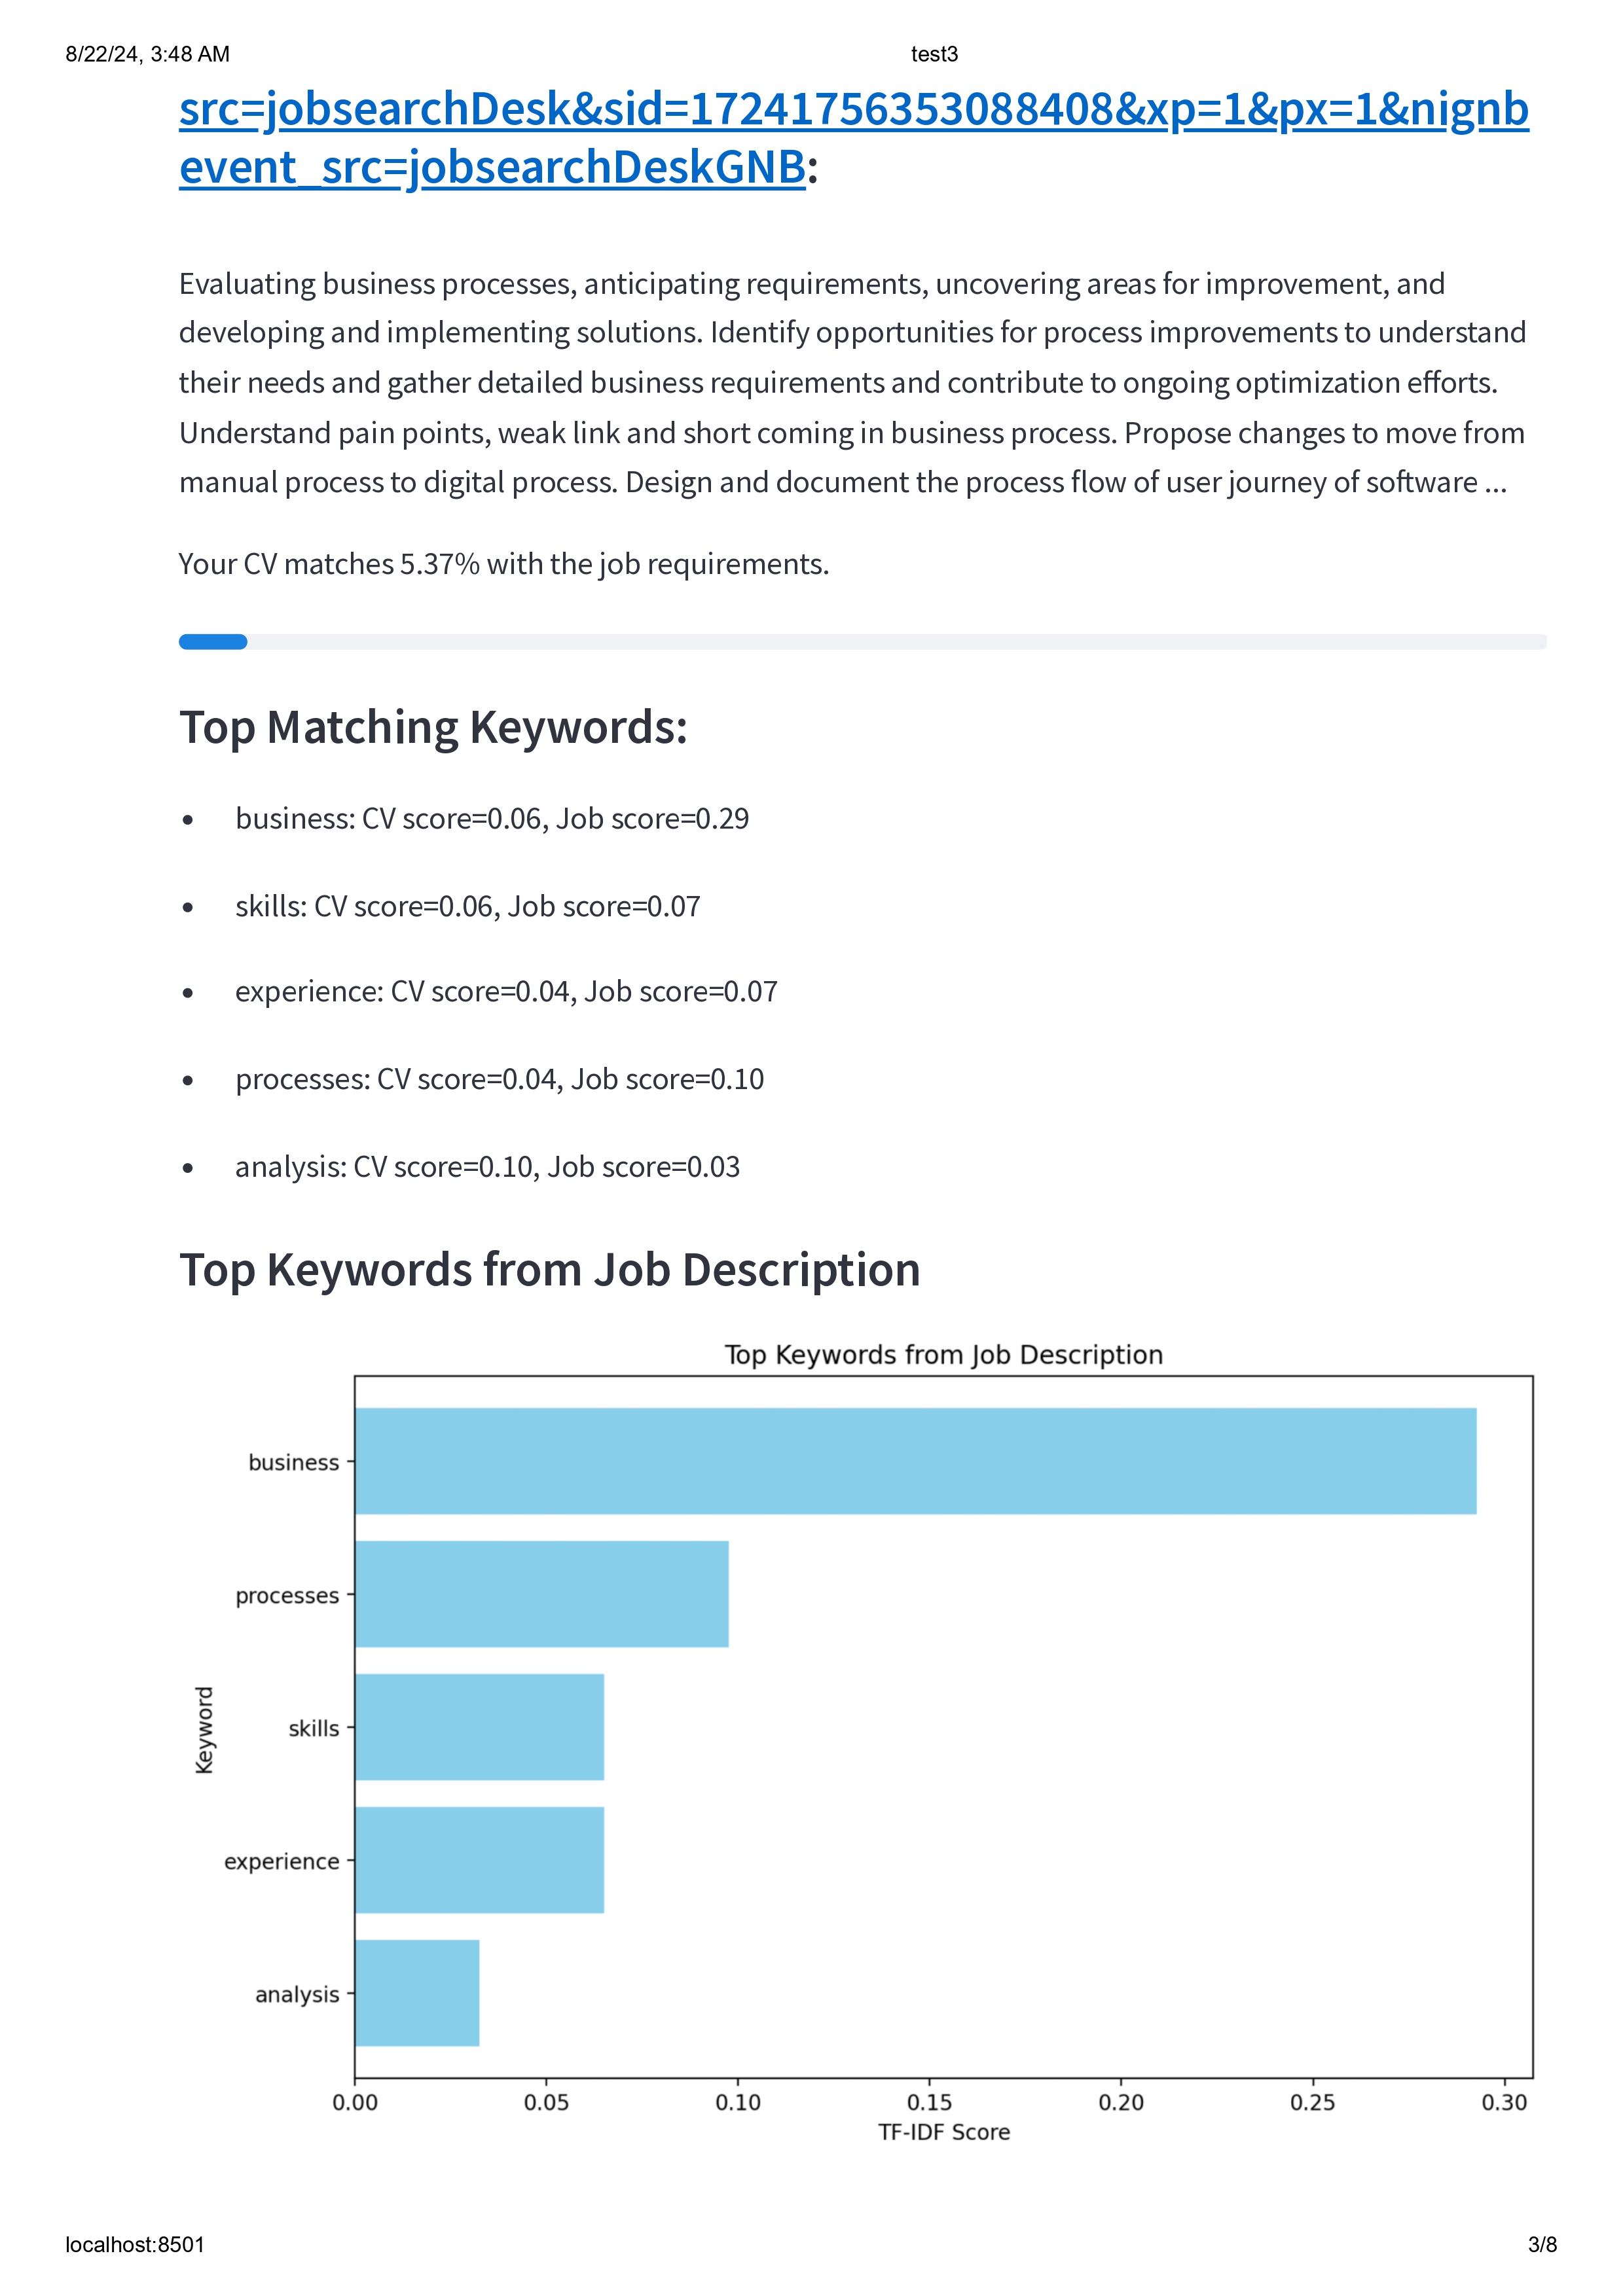 8/22/24, 3:48 AM
test3
src=jobsearchDesk&sid=17241756353088408&xp=1&px=1&nignb
event_src=jobsearchDeskGNB:
Evaluating business processes, anticipating requirements, uncovering areas for improvement, and
developing and implementing solutions. Identify opportunities for process improvements to understand
their needs and gather detailed business requirements and contribute to ongoing optimization efforts.
Understand pain points, weak link and short coming in business process. Propose changes to move from
manual process to digital process. Design and document the process flow of user journey of software ...
Your CV matches 5.37% with the job requirements.
Top Matching Keywords:
• business: CV score=0.06, Job score=0.29
• skills: CV score=0.06, Job score=0.07
• experience: CV score=0.04, Job score=0.07
• processes: CV score=0.04, Job score=0.10
• analysis: CV score=0.10, Job score=0.03
Top Keywords from Job Description
Top Keywords from Job Description
business
processes
skills
experience
analysis
Keyword
0.00 0.05 0.10 0.15 0.20 0.25 0.30
TF-IDF Score
localhost:8501
3/8